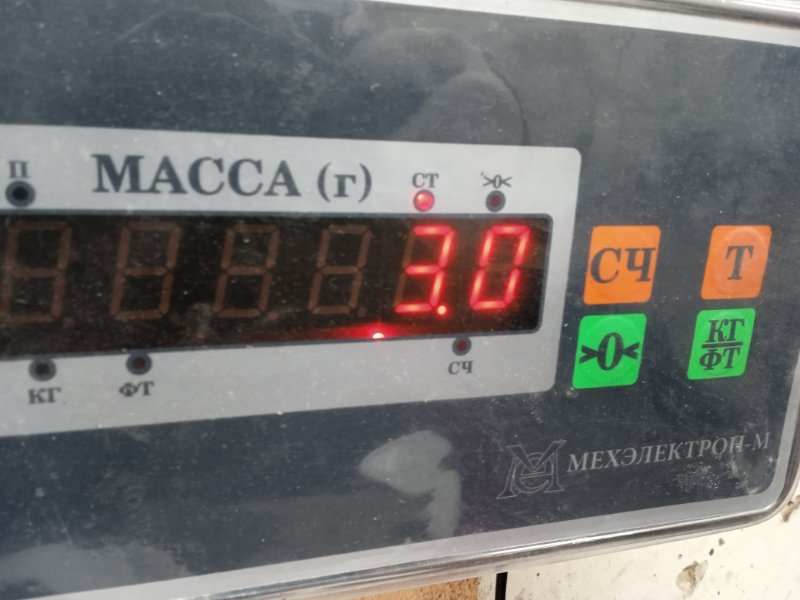 П
МАССА (г)
СТ
>0<
3.0
СЧ
Т
>0<
КГ
ФТ
КГ
ФТ
СЧ
МЕХЭЛЕКТРОН-М